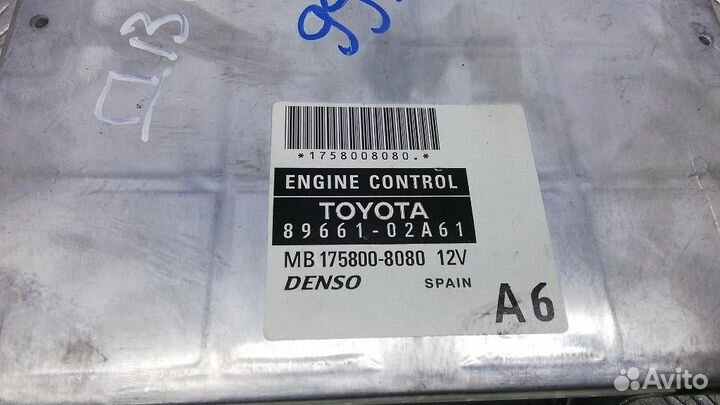 *1758008080.*
ENGINE CONTROL
TOYOTA
89661-02A61
MB 175800-8080 12V
DENSO SPAIN
A6
Avito